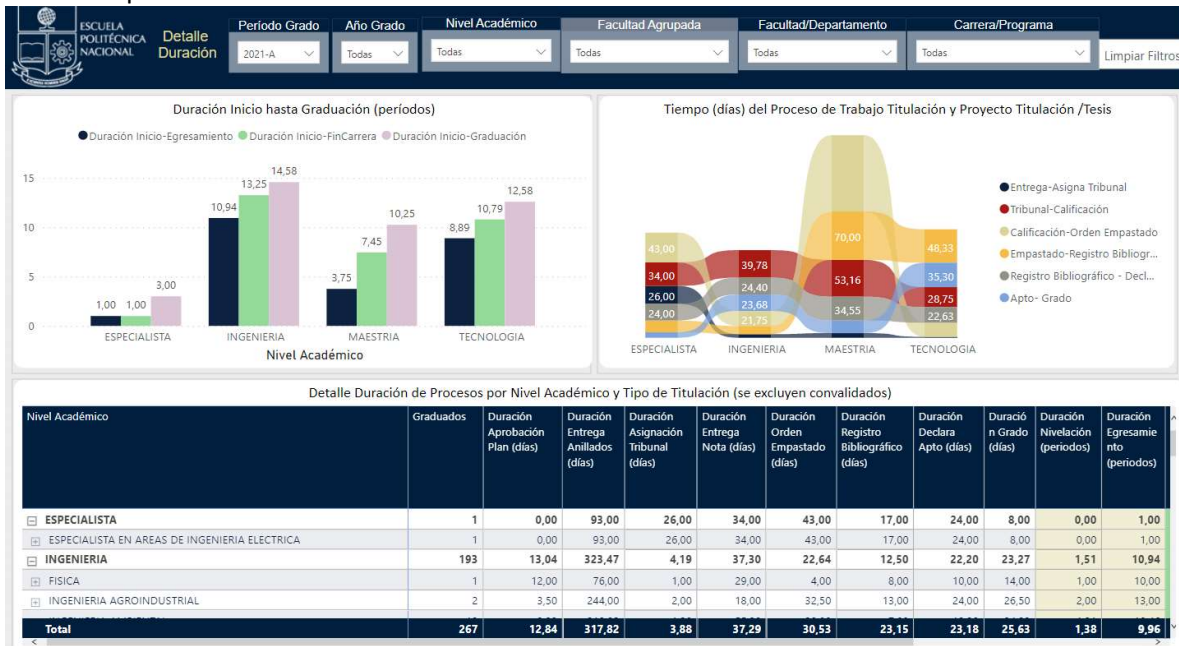 ESCUELA
POLITÉCNICA
NACIONAL
Detalle
Duración
Período Grado
2021-A
Año Grado
Todas
Nivel Académico
Todas
Facultad Agrupada
Todas
Facultad/Departamento
Todas
Carrera/Programa
Todas
Limpiar Filtros
Duración Inicio hasta Graduación (períodos)
Duración Inicio-Egresamiento Duración Inicio-FinCarrera Duración Inicio-Graduación
15
10
5
0
1,00 1,00 3,00
10,94 13,25 14,58
3,75 7,45 10,25
8,89 10,79 12,58
ESPECIALISTA INGENIERIA MAESTRIA TECNOLOGIA
Nivel Académico
Tiempo (días) del Proceso de Trabajo Titulación y Proyecto Titulación /Tesis
43,00
34,00
26,00
24,00
39,78
24,40
23,68
21,75
70,00
53,16
34,55
48,33
35,30
28,75
22,63
ESPECIALISTA INGENIERIA MAESTRIA TECNOLOGIA
Entrega-Asigna Tribunal
Tribunal-Calificación
Calificación-Orden Empastado
Empastado-Registro Bibliogr...
Registro Bibliográfico - Decl...
Apto- Grado
Detalle Duración de Procesos por Nivel Académico y Tipo de Titulación (se excluyen convalidados)
Nivel Académico
Graduados
Duración
Aprobación
Plan (días)
Duración
Entrega
Anillados
(días)
Duración
Asignación
Tribunal
(días)
Duración
Entrega
Nota (días)
Duración
Orden
Empastado
(días)
Duración
Registro
Bibliográfico
(días)
Duración
Declara
Apto (días)
Duració
n Grado
(días)
Duración
Nivelación
(periodos)
Duración
Egresamie
nto
(periodos)
ESPECIALISTA 1 0,00 93,00 26,00 34,00 43,00 17,00 24,00 8,00 0,00 1,00
ESPECIALISTA EN AREAS DE INGENIERIA ELECTRICA 1 0,00 93,00 26,00 34,00 43,00 17,00 24,00 8,00 0,00 1,00
INGENIERIA 193 13,04 323,47 4,19 37,30 22,64 12,50 22,20 23,27 1,51 10,94
FISICA 1 12,00 76,00 1,00 29,00 4,00 8,00 10,00 14,00 1,00 10,00
INGENIERIA AGROINDUSTRIAL 2 3,50 244,00 2,00 18,00 32,50 13,00 24,00 26,50 2,00 13,00
Total 267 12,84 317,82 3,88 37,29 30,53 23,15 23,18 25,63 1,38 9,96